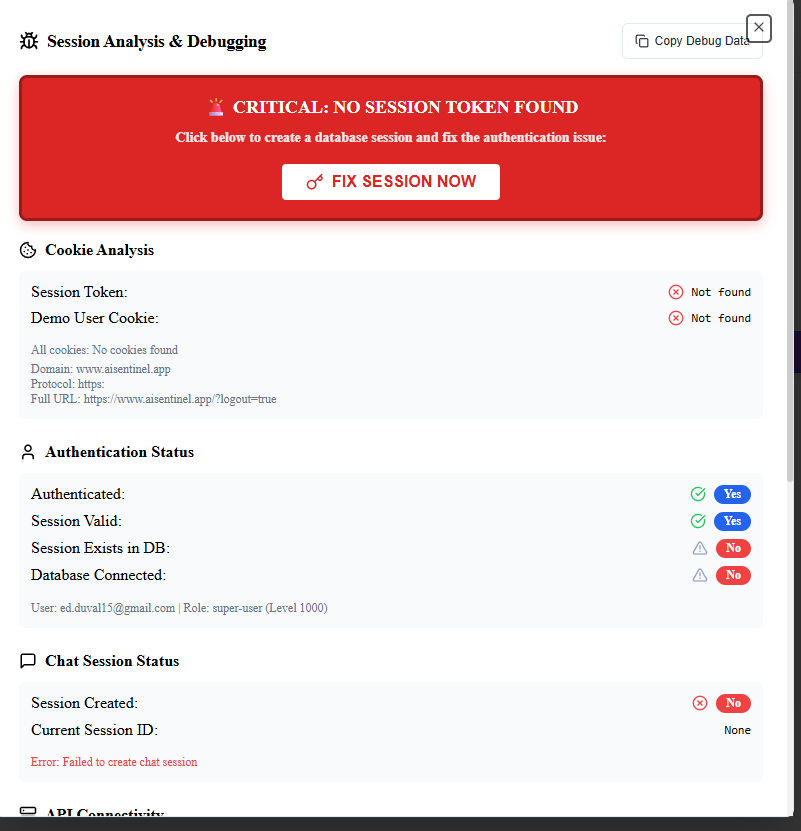 Session Analysis & Debugging
Copy Debug Data
CRITICAL: NO SESSION TOKEN FOUND
Click below to create a database session and fix the authentication issue:
FIX SESSION NOW
Cookie Analysis
Session Token: Not found
Demo User Cookie: Not found
All cookies: No cookies found
Domain: www.aisentinel.app
Protocol: https:
Full URL: https://www.aisentinel.app/?logout=true
Authentication Status
Authenticated: Yes
Session Valid: Yes
Session Exists in DB: No
Database Connected: No
User: ed.duval15@gmail.com | Role: super-user (Level 1000)
Chat Session Status
Session Created: No
Current Session ID: None
Error: Failed to create chat session
API Connectivity